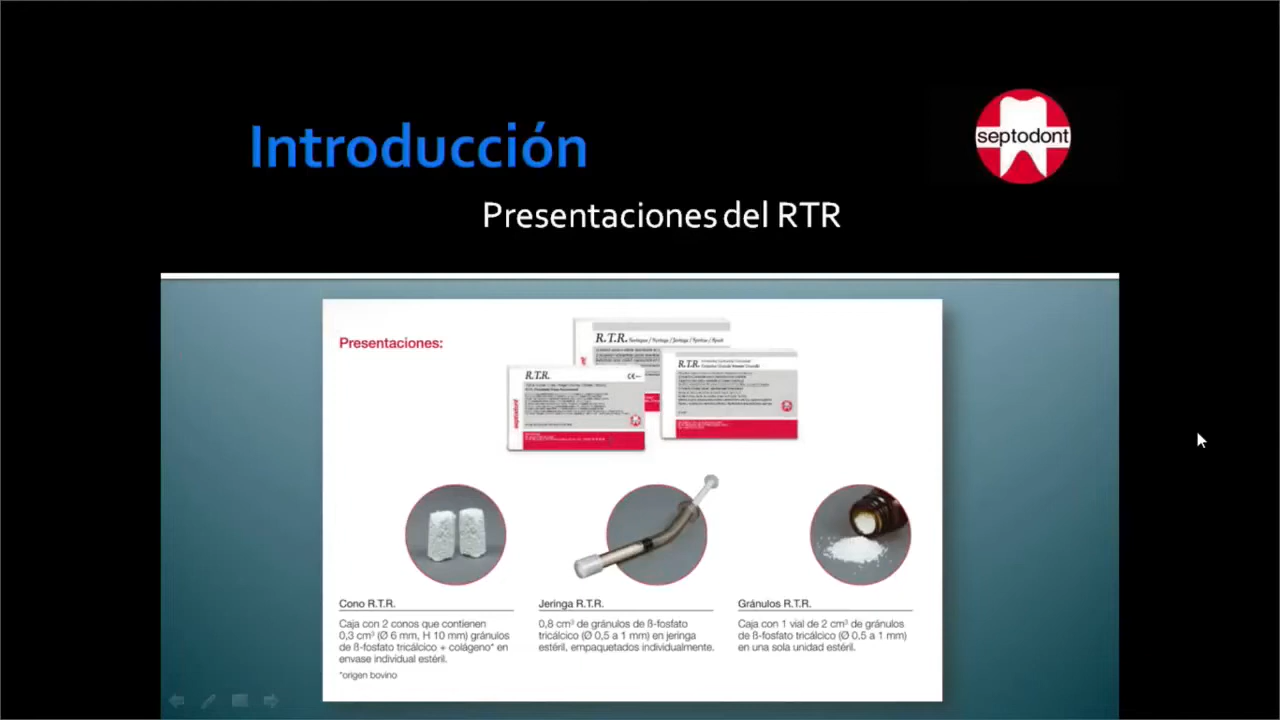 Introducción
septodont
Presentaciones del RTR
Presentaciones:
R.T.R. Seringue / Syringe / Jeringa
R.T.R.
R.T.R.
septodont
Cono R.T.R.
Caja con 2 conos que contienen
0,3 cm³ (Ø 6 mm, H 10 mm) gránulos
de ß-fosfato tricálcico + colágeno* en
envase individual estéril.
*origen bovino
Jeringa R.T.R.
0,8 cm³ de gránulos de ß-fosfato
tricálcico (Ø 0,5 a 1 mm) en jeringa
estéril, empaquetados individualmente.
Gránulos R.T.R.
Caja con 1 vial de 2 cm³ de gránulos
de ß-fosfato tricálcico (Ø 0,5 a 1 mm)
en una sola unidad estéril.